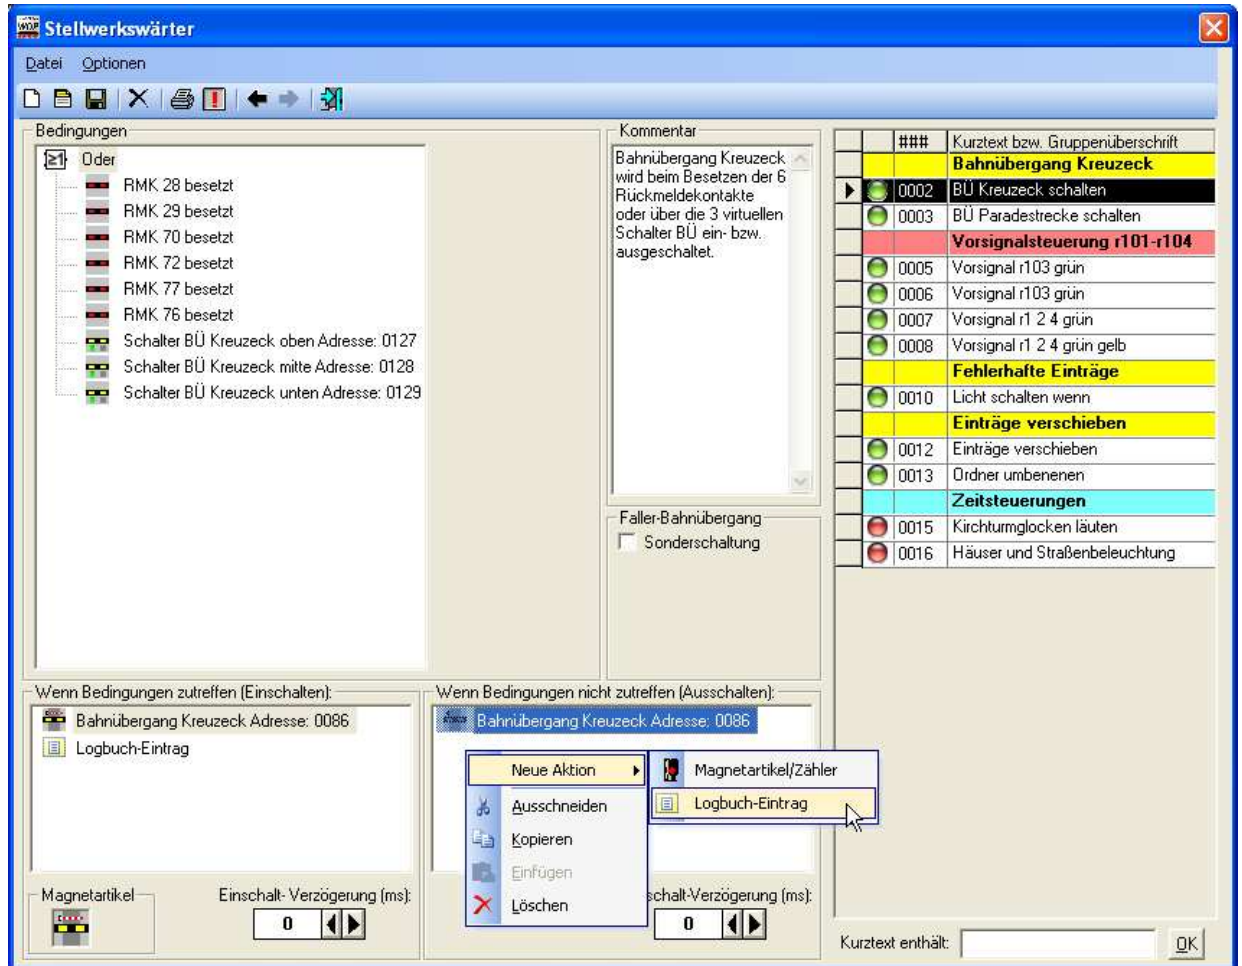 Stellwerkswärter
Datei Optionen
Bedingungen
Oder
RMK 28 besetzt
RMK 29 besetzt
RMK 70 besetzt
RMK 72 besetzt
RMK 77 besetzt
RMK 76 besetzt
Schalter BÜ Kreuzeck oben Adresse: 0127
Schalter BÜ Kreuzeck mitte Adresse: 0128
Schalter BÜ Kreuzeck unten Adresse: 0129
Kommentar
Bahnübergang Kreuzeck
wird beim Besetzen der 6
Rückmeldekontakte
oder über die 3 virtuellen
Schalter BÜ ein- bzw.
ausgeschaltet.
Faller-Bahnübergang
Sonderschaltung
### Kurztext bzw. Gruppenüberschrift
Bahnübergang Kreuzeck
0002 BÜ Kreuzeck schalten
0003 BÜ Paradestrecke schalten
Vorsignalsteuerung r101-r104
0005 Vorsignal r103 grün
0006 Vorsignal r103 grün
0007 Vorsignal r1 2 4 grün
0008 Vorsignal r1 2 4 grün gelb
Fehlerhafte Einträge
0010 Licht schalten wenn
Einträge verschieben
0012 Einträge verschieben
0013 Ordner umbenenen
Zeitsteuerungen
0015 Kirchturmglocken läuten
0016 Häuser und Straßenbeleuchtung
Wenn Bedingungen zutreffen (Einschalten):
Bahnübergang Kreuzeck Adresse: 0086
Logbuch-Eintrag
Magnetartikel
Einschalt- Verzögerung (ms):
0
Wenn Bedingungen nicht zutreffen (Ausschalten):
Bahnübergang Kreuzeck Adresse: 0086
Neue Aktion
Ausschneiden
Kopieren
Einfügen
Löschen
Magnetartikel/Zähler
Logbuch-Eintrag
schalt-Verzögerung (ms):
0
Kurztext enthält:
OK